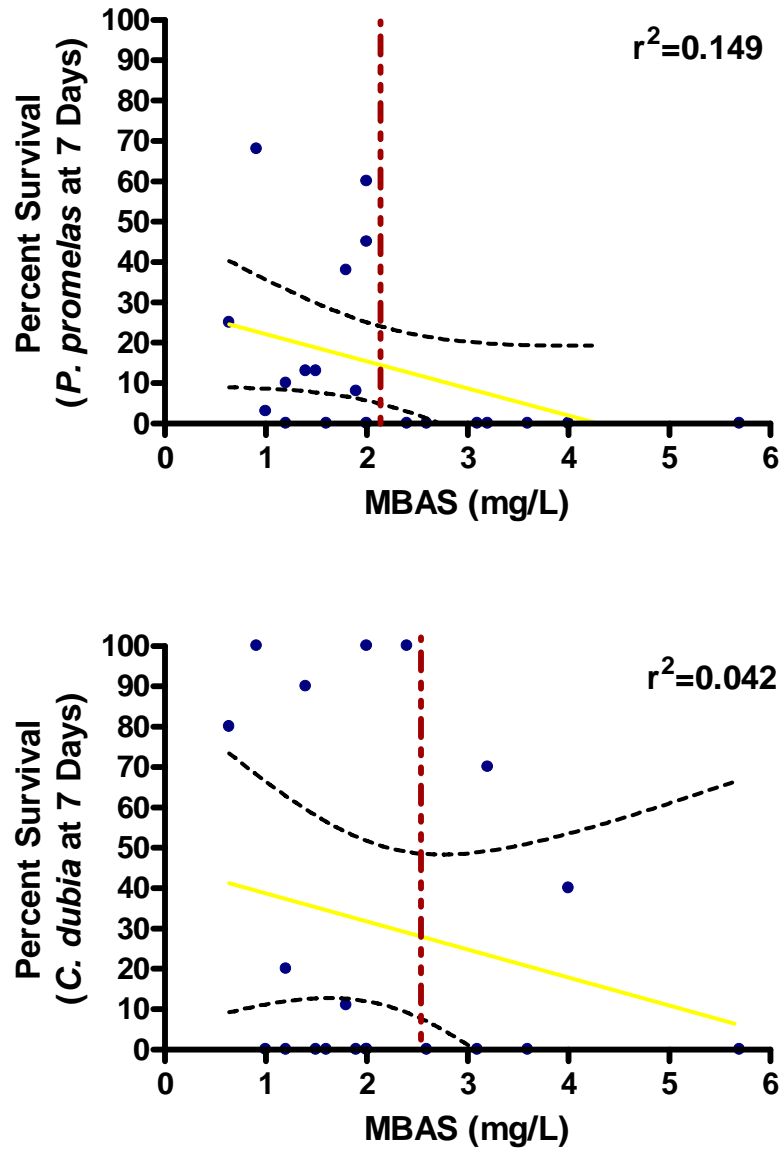 r²=0.149
Percent Survival
(P. promelas at 7 Days)
100
90
80
70
60
50
40
30
20
10
0
0 1 2 3 4 5 6
MBAS (mg/L)
r²=0.042
Percent Survival
(C. dubia at 7 Days)
100
90
80
70
60
50
40
30
20
10
0
0 1 2 3 4 5 6
MBAS (mg/L)